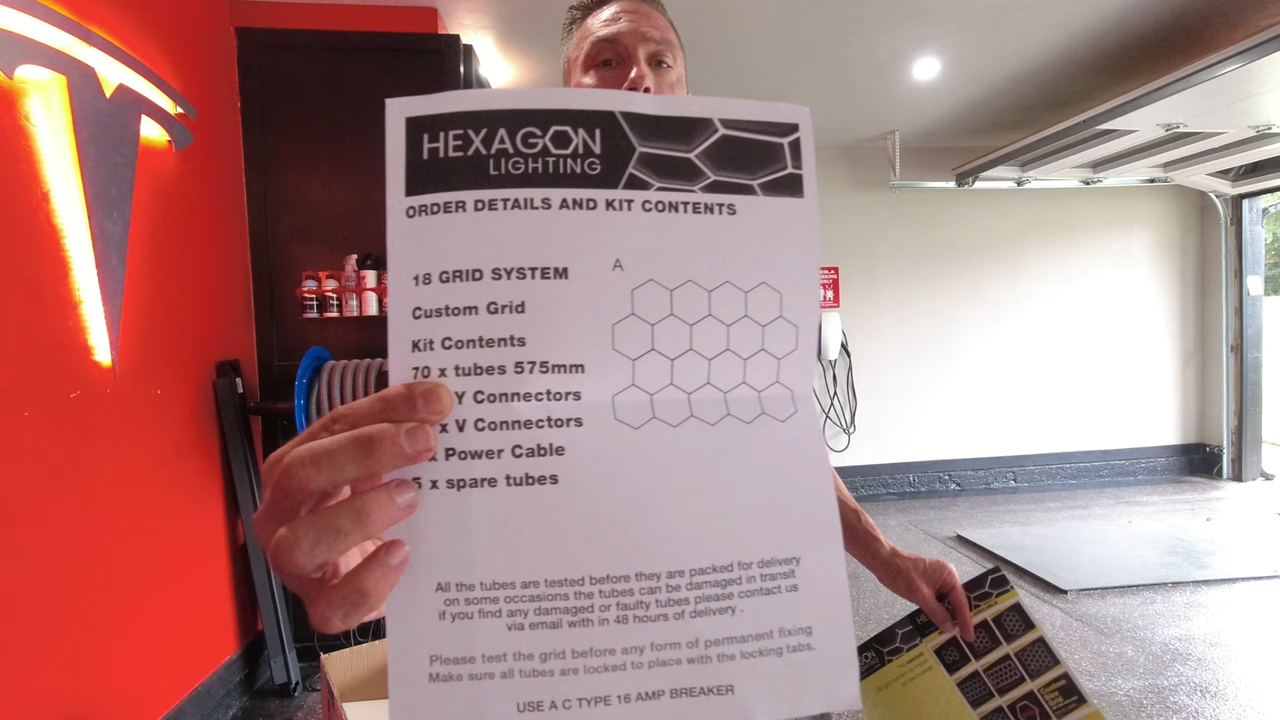 HEXAGON
LIGHTING
ORDER DETAILS AND KIT CONTENTS
18 GRID SYSTEM
A
Custom Grid
Kit Contents
70 x tubes 575mm
Y Connectors
x V Connectors
x Power Cable
5 x spare tubes
All the tubes are tested before they are packed for delivery
on some occasions the tubes can be damaged in transit
if you find any damaged or faulty tubes please contact us
via email with in 48 hours of delivery .
Please test the grid before any form of permanent fixing
Make sure all tubes are locked to place with the locking tabs.
USE A C TYPE 16 AMP BREAKER